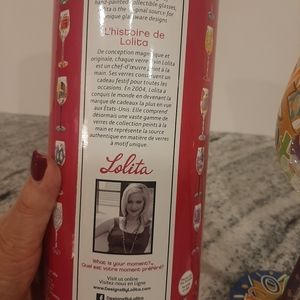 hand-painted collectible glasses,
is the original source for
unique glassware designs
L'histoire de
Lolita
De conception magnifique et
originale, chaque verre à vin Lolita
est un chef-d'œuvre peint à la
main. Ses verres constituent un
cadeau festif pour toutes les
occasions. En 2004, Lolita a
conquis le monde en devenant la
marque de cadeaux la plus en vue
aux États-Unis. Elle comprend
désormais une vaste gamme de
verres de collection peints à la
main et représente la source
authentique en matière de verres
à motif unique.
Lolita
What is your moment?
Quel est votre moment préféré?
Visit us online
Visitez-nous en Ligne
www.DesignsByLolita.com
DesignsByLolita